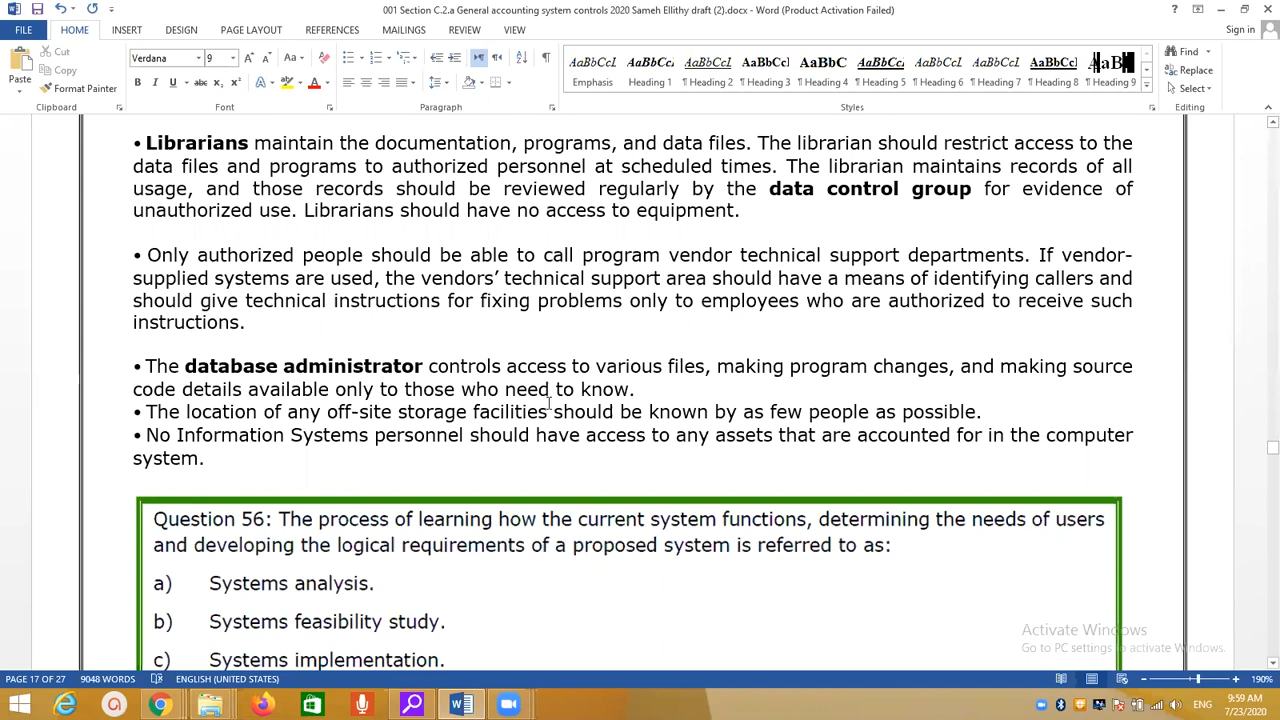 001 Section C.2.a General accounting system controls 2020 Sameh Ellithy draft (2).docx - Word (Product Activation Failed)
FILE HOME INSERT DESIGN PAGE LAYOUT REFERENCES MAILINGS REVIEW VIEW Sign in
Paste
Cut
Copy
Format Painter
Clipboard
Verdana 9
Font
Paragraph
AaBbCcI AaBbCcI AaBbCcI AaBbCcI AaBbC AaBbCc AaBbCcI AaBbCcI AaBbCcI AaB
Emphasis Heading 1 ¶ Heading 2 ¶ Heading 3 ¶ Heading 4 ¶ Heading 5 ¶ Heading 6 ¶ Heading 7 ¶ Heading 8 ¶ Heading 9
Styles
Find
Replace
Select
Editing
• Librarians maintain the documentation, programs, and data files. The librarian should restrict access to the
data files and programs to authorized personnel at scheduled times. The librarian maintains records of all
usage, and those records should be reviewed regularly by the data control group for evidence of
unauthorized use. Librarians should have no access to equipment.
• Only authorized people should be able to call program vendor technical support departments. If vendor-
supplied systems are used, the vendors’ technical support area should have a means of identifying callers and
should give technical instructions for fixing problems only to employees who are authorized to receive such
instructions.
• The database administrator controls access to various files, making program changes, and making source
code details available only to those who need to know.
• The location of any off-site storage facilities should be known by as few people as possible.
• No Information Systems personnel should have access to any assets that are accounted for in the computer
system.
Question 56: The process of learning how the current system functions, determining the needs of users
and developing the logical requirements of a proposed system is referred to as:
a) Systems analysis.
b) Systems feasibility study.
c) Systems implementation.
Activate Windows
Go to PC settings to activate Windows.
PAGE 17 OF 27 9048 WORDS ENGLISH (UNITED STATES) 190%
ENG 9:59 AM
7/23/2020